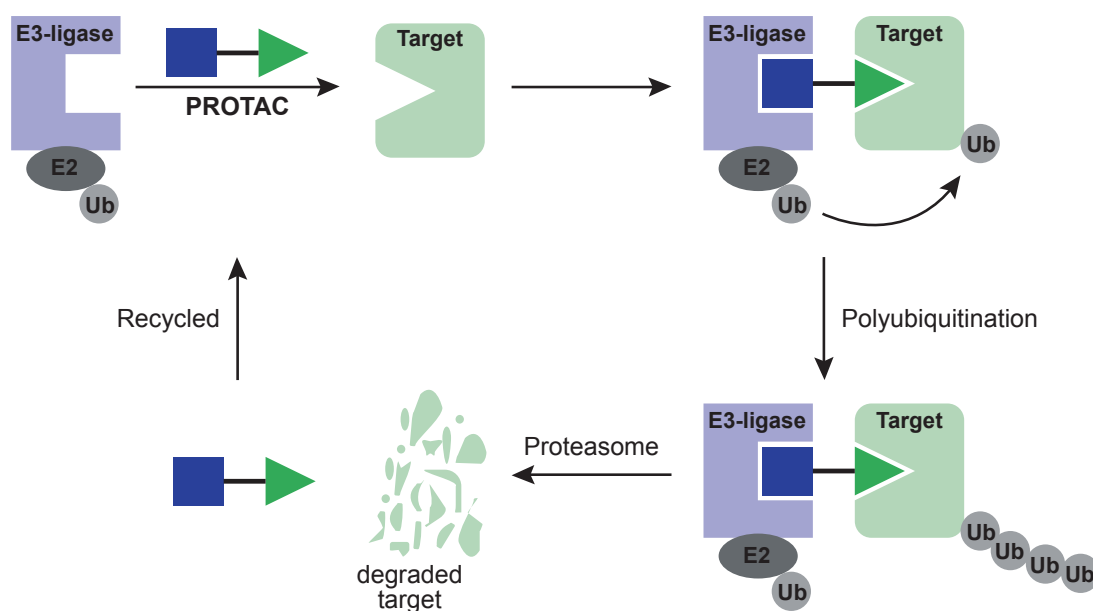 E3-ligase
PROTAC
E2
Ub
Target
E3-ligase
Target
Ub
E2
Ub
Recycled
Polyubiquitination
Proteasome
degraded
target
E3-ligase
Target
E2
Ub
Ub
Ub
Ub
Ub